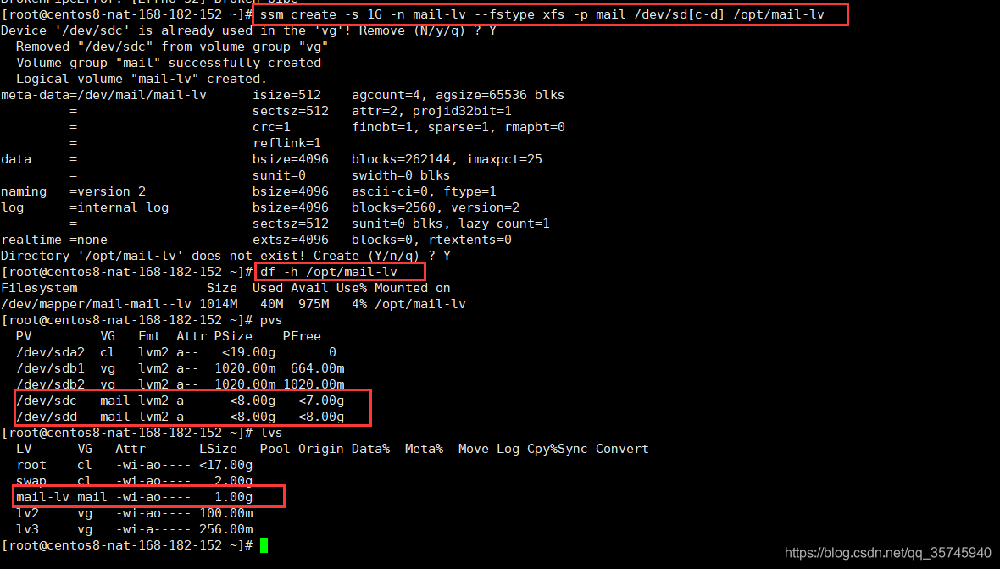 [root@centos8-nat-168-182-152 ~]# ssm create -s 1G -n mail-lv --fstype xfs -p mail /dev/sd[c-d] /opt/mail-lv
Device '/dev/sdc' is already used in the 'vg'! Remove (N/y/q) ? Y
  Removed "/dev/sdc" from volume group "vg"
  Volume group "mail" successfully created
  Logical volume "mail-lv" created.
meta-data=/dev/mail/mail-lv      isize=512    agcount=4, agsize=65536 blks
         =                       sectsz=512   attr=2, projid32bit=1
         =                       crc=1        finobt=1, sparse=1, rmapbt=0
         =                       reflink=1
data     =                       bsize=4096   blocks=262144, imaxpct=25
         =                       sunit=0      swidth=0 blks
naming   =version 2              bsize=4096   ascii-ci=0, ftype=1
log      =internal log           bsize=4096   blocks=2560, version=2
         =                       sectsz=512   sunit=0 blks, lazy-count=1
realtime =none                   extsz=4096   blocks=0, rtextents=0
Directory '/opt/mail-lv' does not exist! Create (Y/n/q) ? Y
[root@centos8-nat-168-182-152 ~]# df -h /opt/mail-lv
Filesystem                 Size  Used Avail Use% Mounted on
/dev/mapper/mail-mail--lv 1014M   40M  975M   4% /opt/mail-lv
[root@centos8-nat-168-182-152 ~]# pvs
  PV         VG   Fmt  Attr PSize    PFree
  /dev/sda2  cl   lvm2 a--   <19.00g       0
  /dev/sdb1  vg   lvm2 a--  1020.00m  664.00m
  /dev/sdb2  vg   lvm2 a--  1020.00m 1020.00m
  /dev/sdc   mail lvm2 a--    <8.00g   <7.00g
  /dev/sdd   mail lvm2 a--    <8.00g   <8.00g
[root@centos8-nat-168-182-152 ~]# lvs
  LV      VG   Attr       LSize   Pool Origin Data%  Meta%  Move Log Cpy%Sync Convert
  root    cl   -wi-ao---- <17.00g
  swap    cl   -wi-ao----   2.00g
  mail-lv mail -wi-ao----   1.00g
  lv2     vg   -wi-ao---- 100.00m
  lv3     vg   -wi-a----- 256.00m
[root@centos8-nat-168-182-152 ~]#
https://blog.csdn.net/qq_35745940